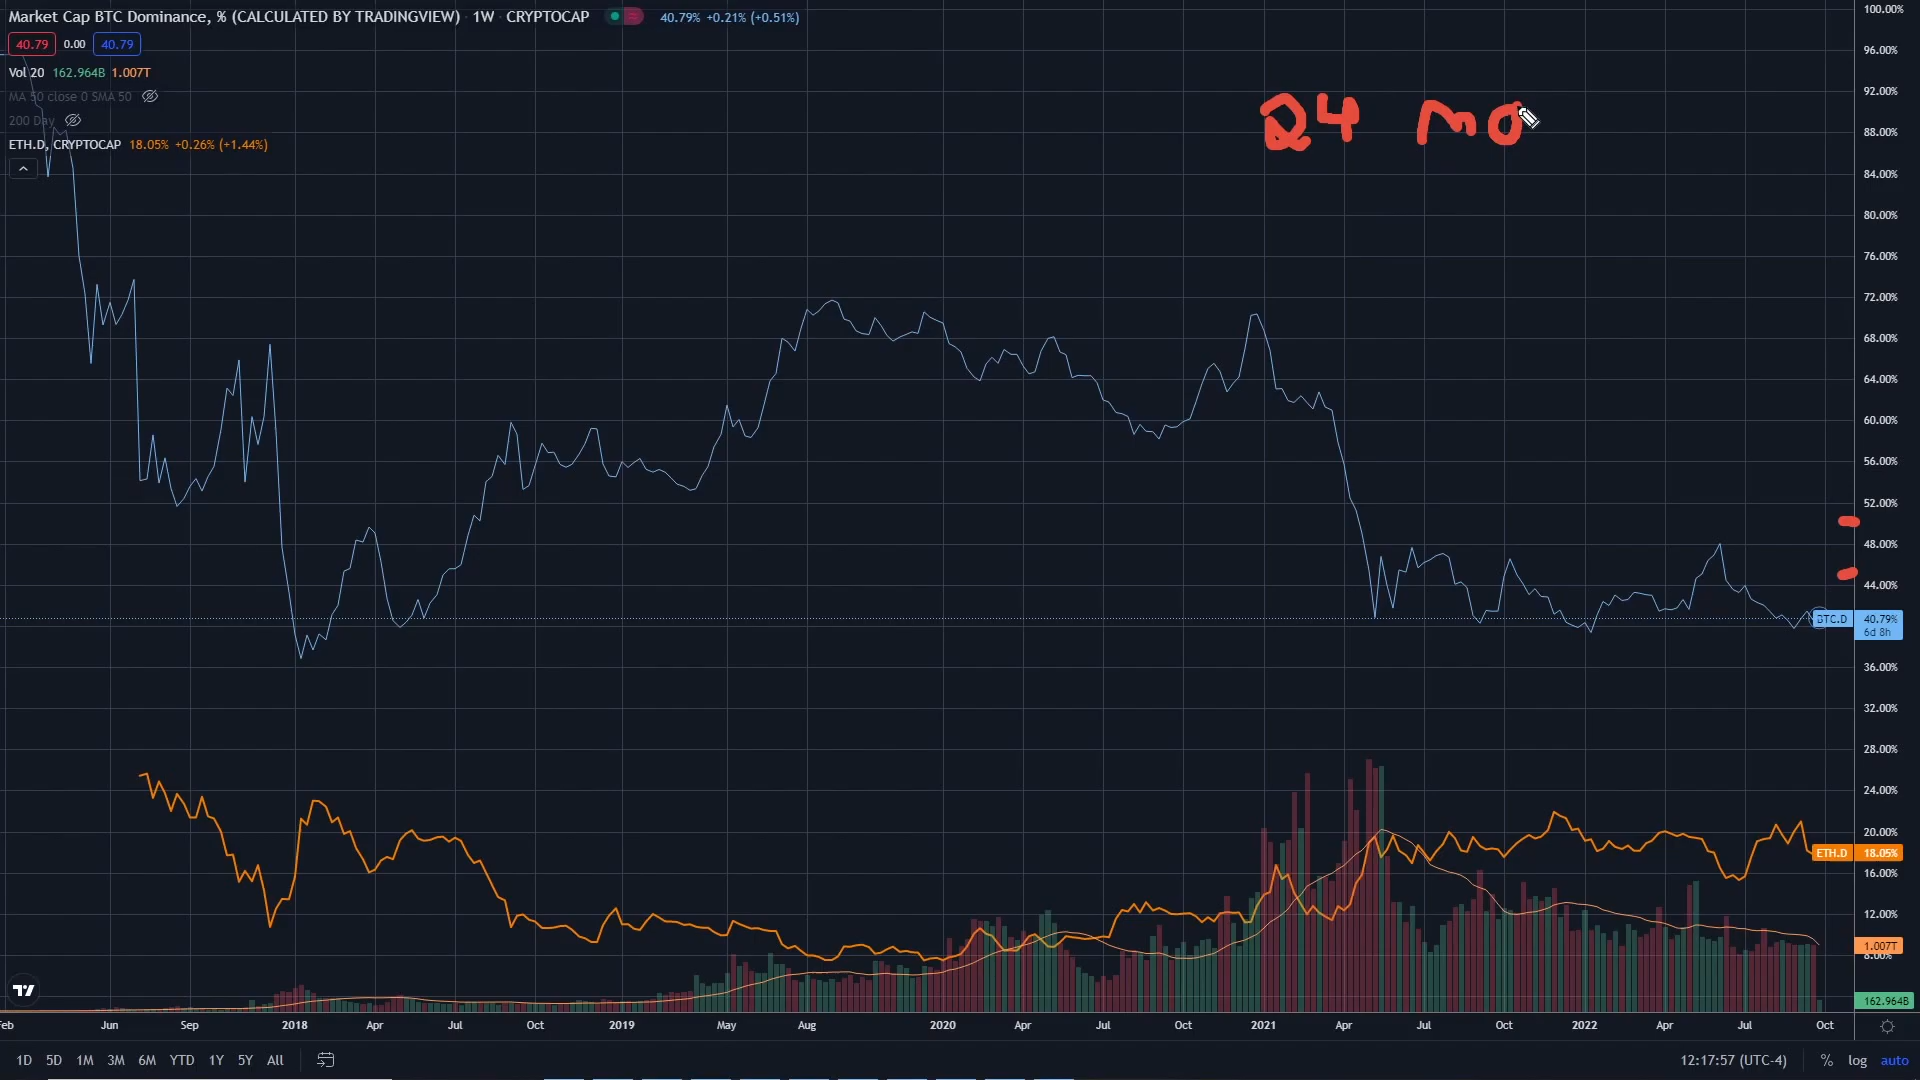 Market Cap BTC Dominance, % (CALCULATED BY TRADINGVIEW) · 1W · CRYPTOCAP 40.79% +0.21% (+0.51%)
40.79 0.00 40.79
Vol 20 162.964B 1.007T
MA 50 close 0 SMA 50
200 Day
ETH.D, CRYPTOCAP 18.05% +0.26% (+1.44%)
24 mo
100.00%
96.00%
92.00%
88.00%
84.00%
80.00%
76.00%
72.00%
68.00%
64.00%
60.00%
56.00%
52.00%
48.00%
44.00%
BTC.D 40.79%
6d 8h
36.00%
32.00%
28.00%
24.00%
20.00%
ETH.D 18.05%
16.00%
12.00%
1.007T
8.00%
162.964B
eb Jun Sep 2018 Apr Jul Oct 2019 May Aug 2020 Apr Jul Oct 2021 Apr Jul Oct 2022 Apr Jul Oct
1D 5D 1M 3M 6M YTD 1Y 5Y All 12:17:57 (UTC-4) % log auto